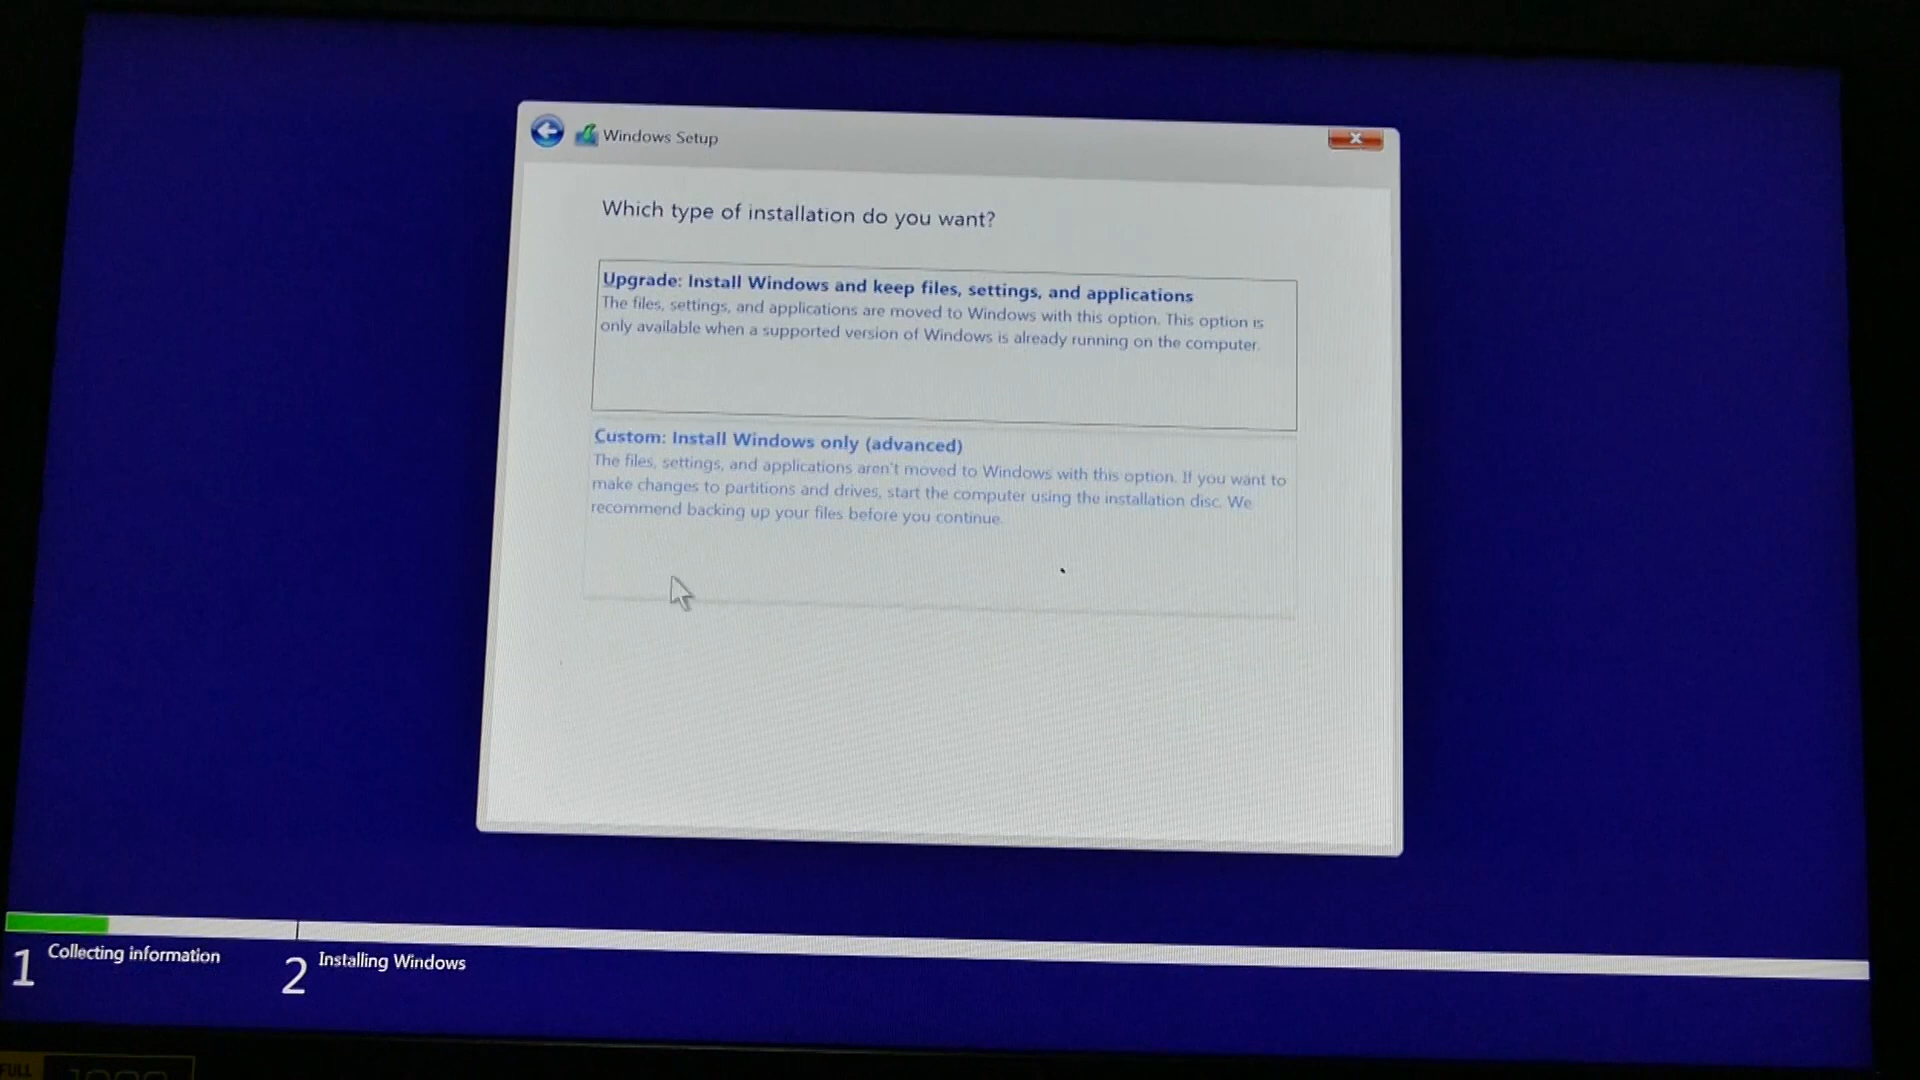 Windows Setup
Which type of installation do you want?
Upgrade: Install Windows and keep files, settings, and applications
The files, settings, and applications are moved to Windows with this option. This option is
only available when a supported version of Windows is already running on the computer.
Custom: Install Windows only (advanced)
The files, settings, and applications aren't moved to Windows with this option. If you want to
make changes to partitions and drives, start the computer using the installation disc. We
recommend backing up your files before you continue.
1 Collecting information
2 Installing Windows
FULL